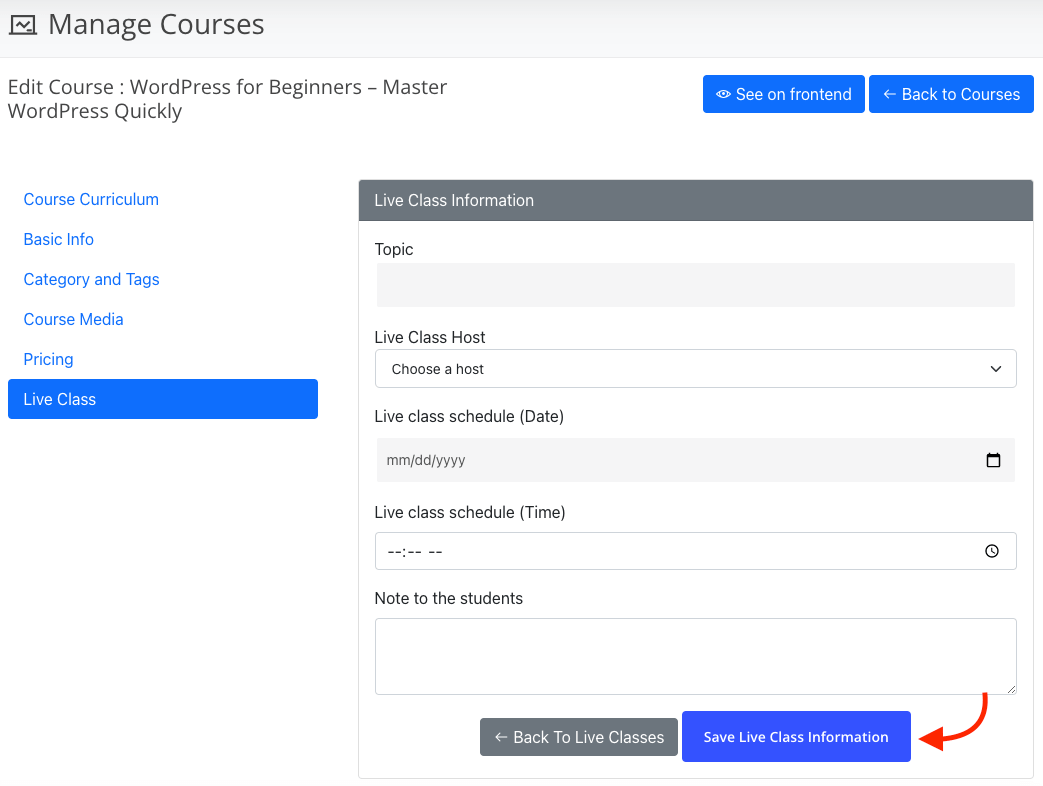 Manage Courses
Edit Course : WordPress for Beginners – Master
WordPress Quickly
See on frontend
← Back to Courses
Course Curriculum
Basic Info
Category and Tags
Course Media
Pricing
Live Class
Live Class Information
Topic
Live Class Host
Choose a host
Live class schedule (Date)
mm/dd/yyyy
Live class schedule (Time)
--:-- --
Note to the students
← Back To Live Classes
Save Live Class Information